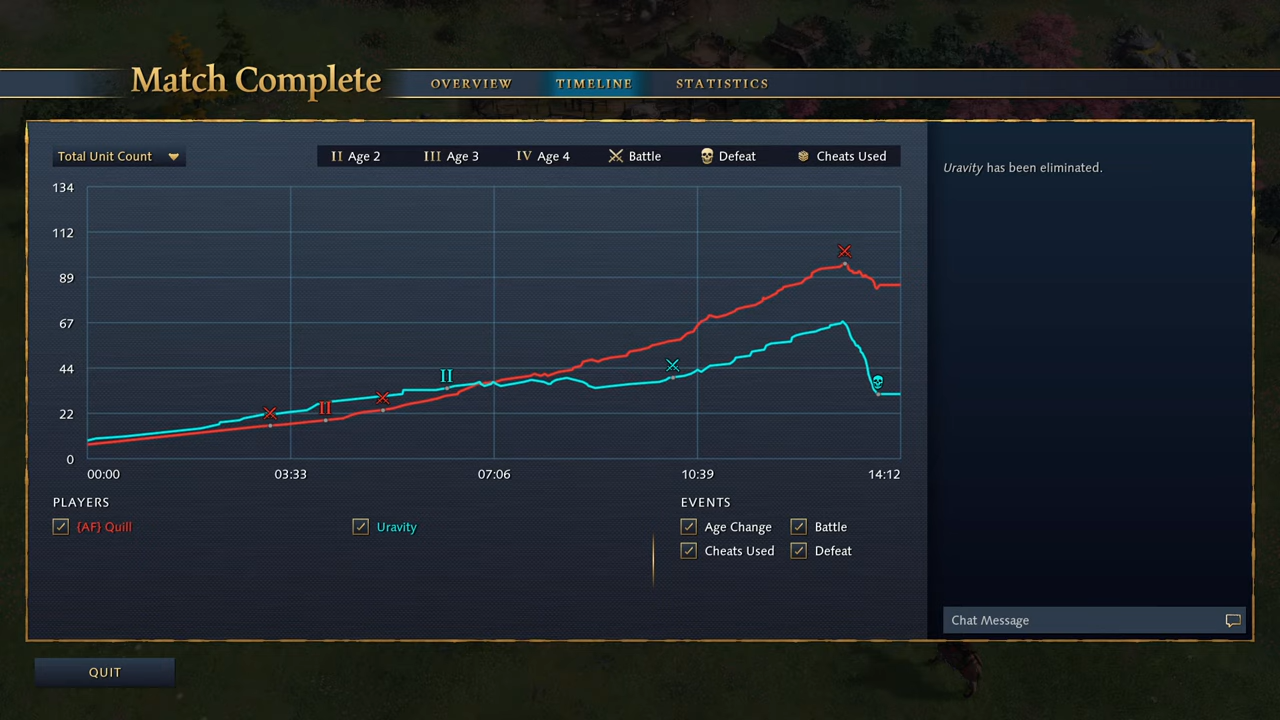 Match Complete
OVERVIEW TIMELINE STATISTICS
Total Unit Count
II Age 2 III Age 3 IV Age 4 Battle Defeat Cheats Used
Uravity has been eliminated.
134
112
89
67
44
22
0
II
II
00:00 03:33 07:06 10:39 14:12
PLAYERS
{AF} Quill Uravity
EVENTS
Age Change Battle
Cheats Used Defeat
Chat Message
QUIT